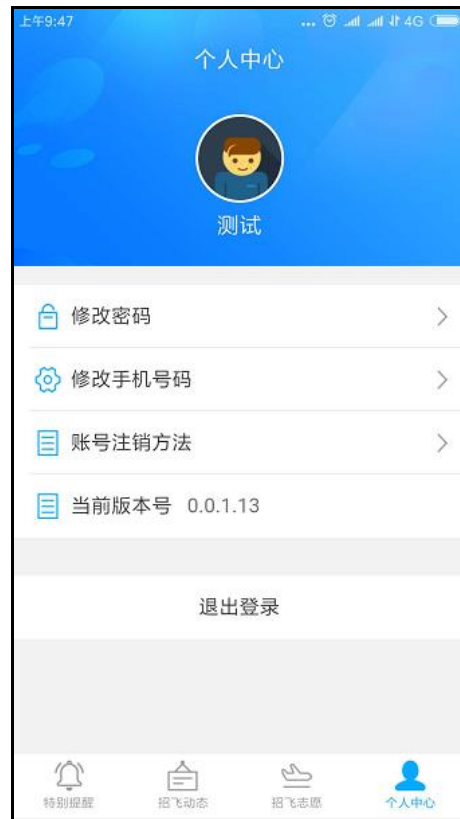 上午9:47 ... 4G
个人中心
测试
修改密码
修改手机号码
账号注销方法
当前版本号 0.0.1.13
退出登录
特别提醒 招飞动态 招飞志愿 个人中心